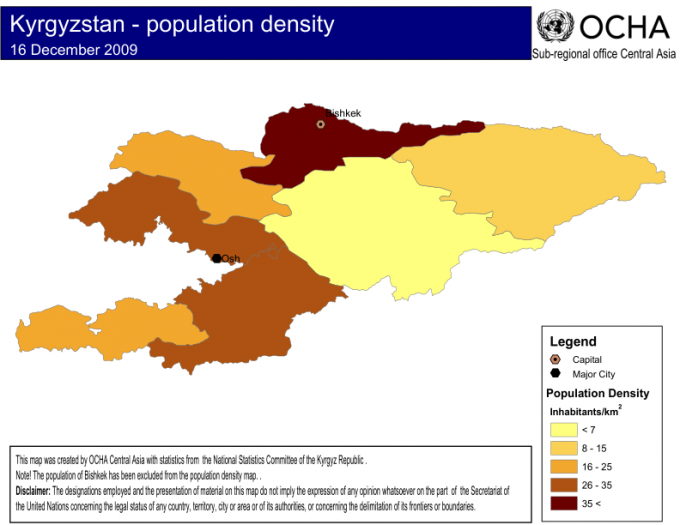 Kyrgyzstan - population density
16 December 2009
OCHA
Sub-regional office Central Asia
Bishkek
Osh
Legend
Capital
Major City
Population Density
Inhabitants/km2
< 7
8 - 15
16 - 25
26 - 35
35 <
This map was created by OCHA Central Asia with statistics from the National Statistics Committee of the Kyrgyz Republic .
Note! The population of Bishkek has been excluded from the population density map. .
Disclaimer: The designations employed and the presentation of material on this map do not imply the expression of any opinion whatsoever on the part of the Secretariat of
the United Nations concerning the legal status of any country, territory, city or area or of its authorities, or concerning the delimitation of its frontiers or boundaries.